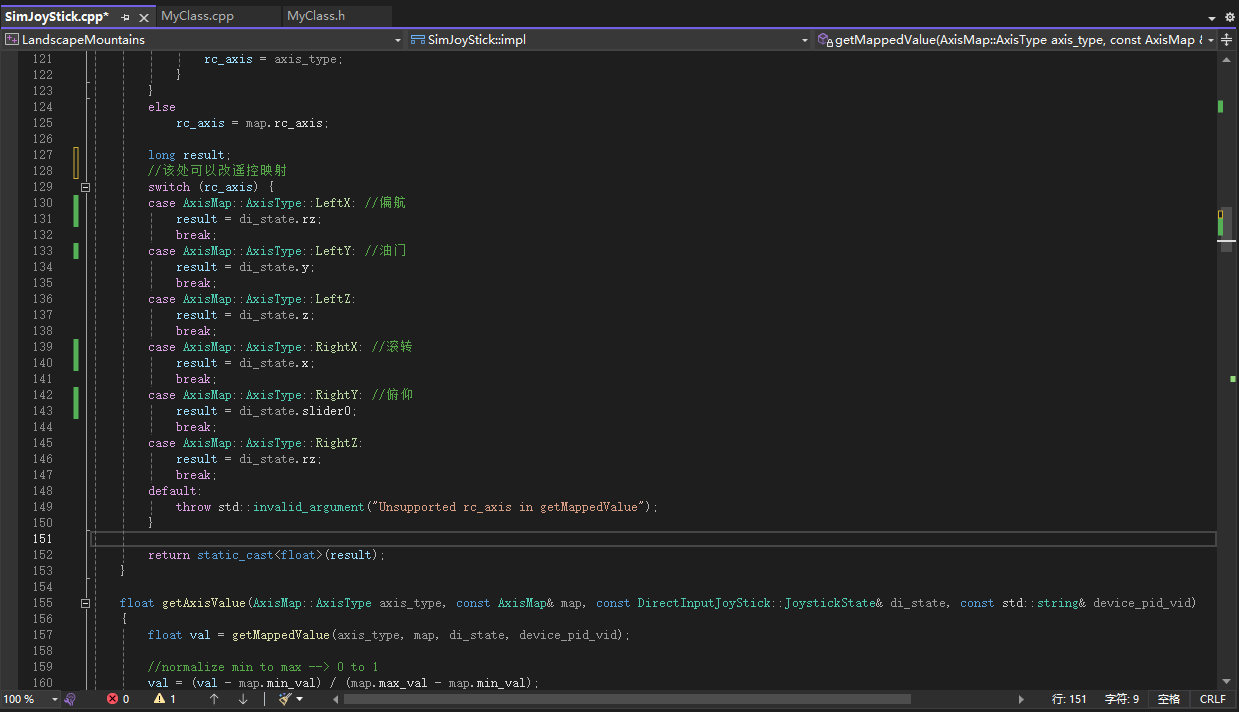 SimJoyStick.cpp*
MyClass.cpp
MyClass.h
LandscapeMountains
SimJoyStick::impl
getMappedValue(AxisMap::AxisType axis_type, const AxisMap &
121 rc_axis = axis_type;
122 }
123 }
124 else
125 rc_axis = map.rc_axis;
126
127 long result;
128 //该处可以改遥控映射
129 switch (rc_axis) {
130 case AxisMap::AxisType::LeftX: //偏航
131 result = di_state.rz;
132 break;
133 case AxisMap::AxisType::LeftY: //油门
134 result = di_state.y;
135 break;
136 case AxisMap::AxisType::LeftZ:
137 result = di_state.z;
138 break;
139 case AxisMap::AxisType::RightX: //滚转
140 result = di_state.x;
141 break;
142 case AxisMap::AxisType::RightY: //俯仰
143 result = di_state.slider0;
144 break;
145 case AxisMap::AxisType::RightZ:
146 result = di_state.rz;
147 break;
148 default:
149 throw std::invalid_argument("Unsupported rc_axis in getMappedValue");
150 }
151
152 return static_cast<float>(result);
153 }
154
155 float getAxisValue(AxisMap::AxisType axis_type, const AxisMap& map, const DirectInputJoyStick::JoystickState& di_state, const std::string& device_pid_vid)
156 {
157 float val = getMappedValue(axis_type, map, di_state, device_pid_vid);
158
159 //normalize min to max --> 0 to 1
160 val = (val - map.min_val) / (map.max_val - map.min_val);
100 % 0 1 行: 151 字符: 9 空格 CRLF